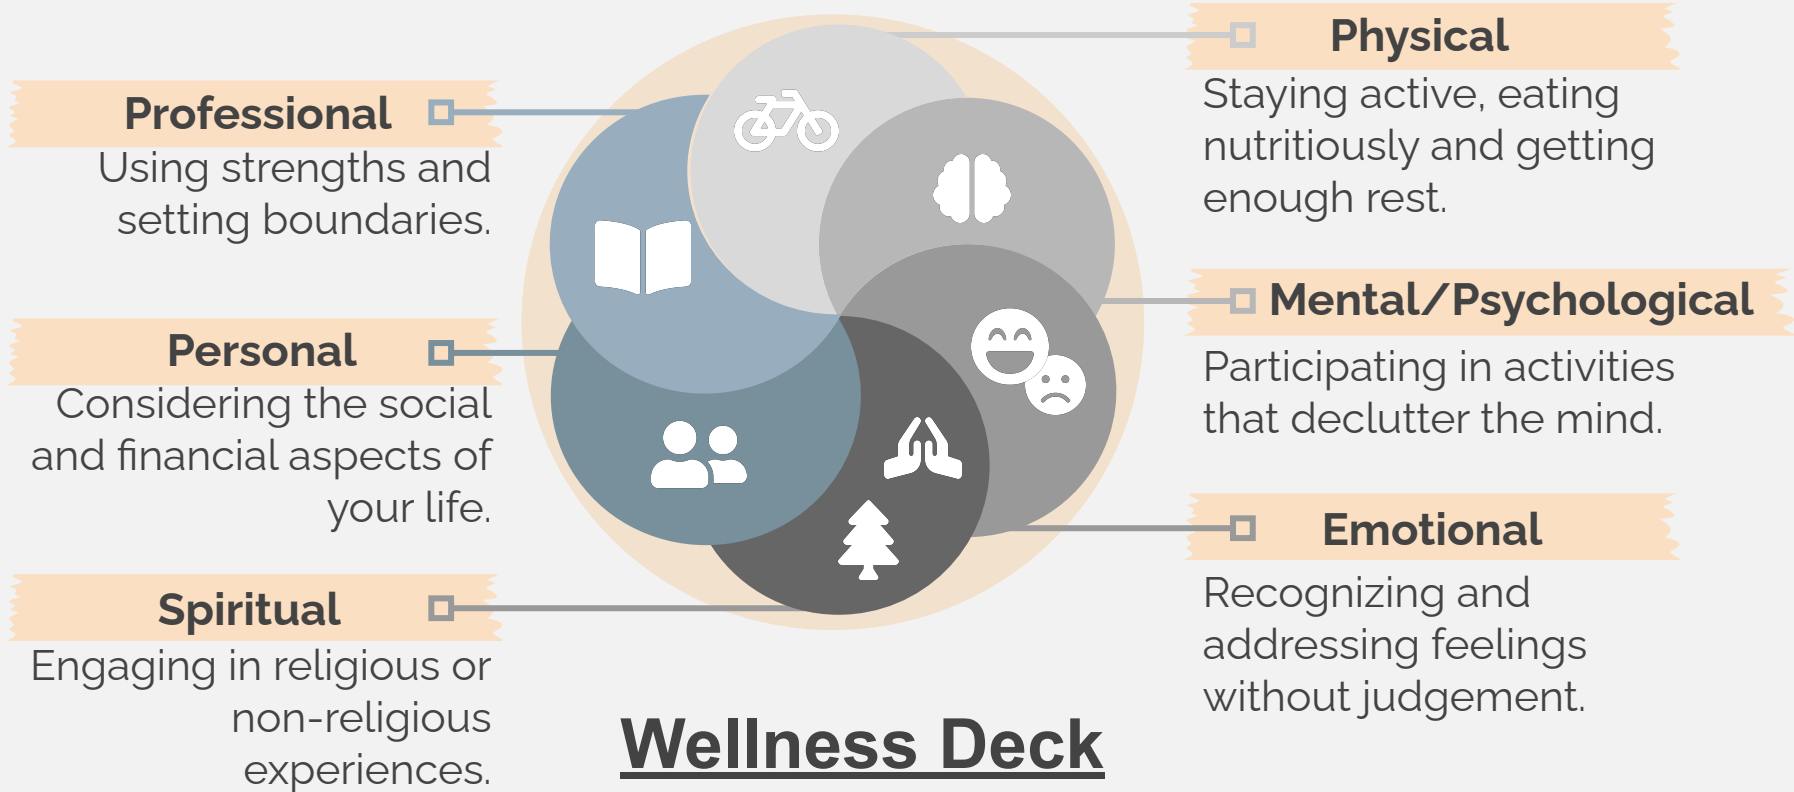 Professional
Using strengths and
setting boundaries.
Personal
Considering the social
and financial aspects of
your life.
Spiritual
Engaging in religious or
non-religious
experiences.
Physical
Staying active, eating
nutritiously and getting
enough rest.
Mental/Psychological
Participating in activities
that declutter the mind.
Emotional
Recognizing and
addressing feelings
without judgement.
Wellness Deck